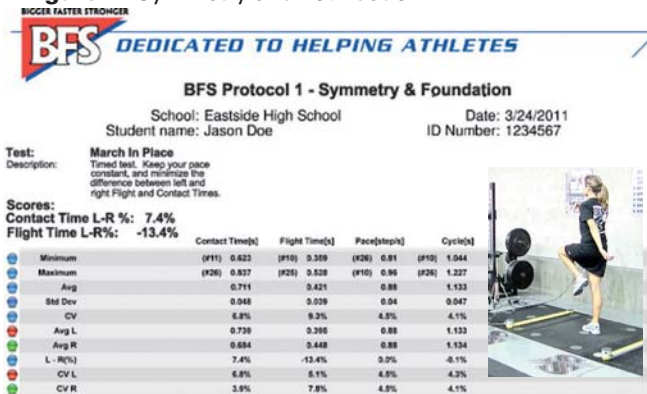 BIGGER FASTER STRONGER
BFS DEDICATED TO HELPING ATHLETES
BFS Protocol 1 - Symmetry & Foundation
School: Eastside High School Date: 3/24/2011
Student name: Jason Doe ID Number: 1234567
Test: March In Place
Description: Timed test. Keep your pace
constant, and minimize the
difference between left and
right Flight and Contact Times.
Scores:
Contact Time L-R %: 7.4%
Flight Time L-R%: -13.4%
Contact Time[s] Flight Time[s] Pace[step/s] Cycle[s]
Minimum (#11) 0.623 (#10) 0.359 (#26) 0.81 (#10) 1.044
Maximum (#26) 0.837 (#25) 0.528 (#10) 0.96 (#26) 1.227
Avg 0.711 0.421 0.88 1.133
Std Dev 0.048 0.039 0.04 0.047
CV 6.8% 9.3% 4.5% 4.1%
Avg L 0.739 0.395 0.88 1.133
Avg R 0.684 0.448 0.88 1.134
L - R(%) 7.4% -13.4% 0.0% -0.1%
CV L 6.8% 5.1% 4.5% 4.3%
CV R 3.9% 7.8% 4.5% 4.1%